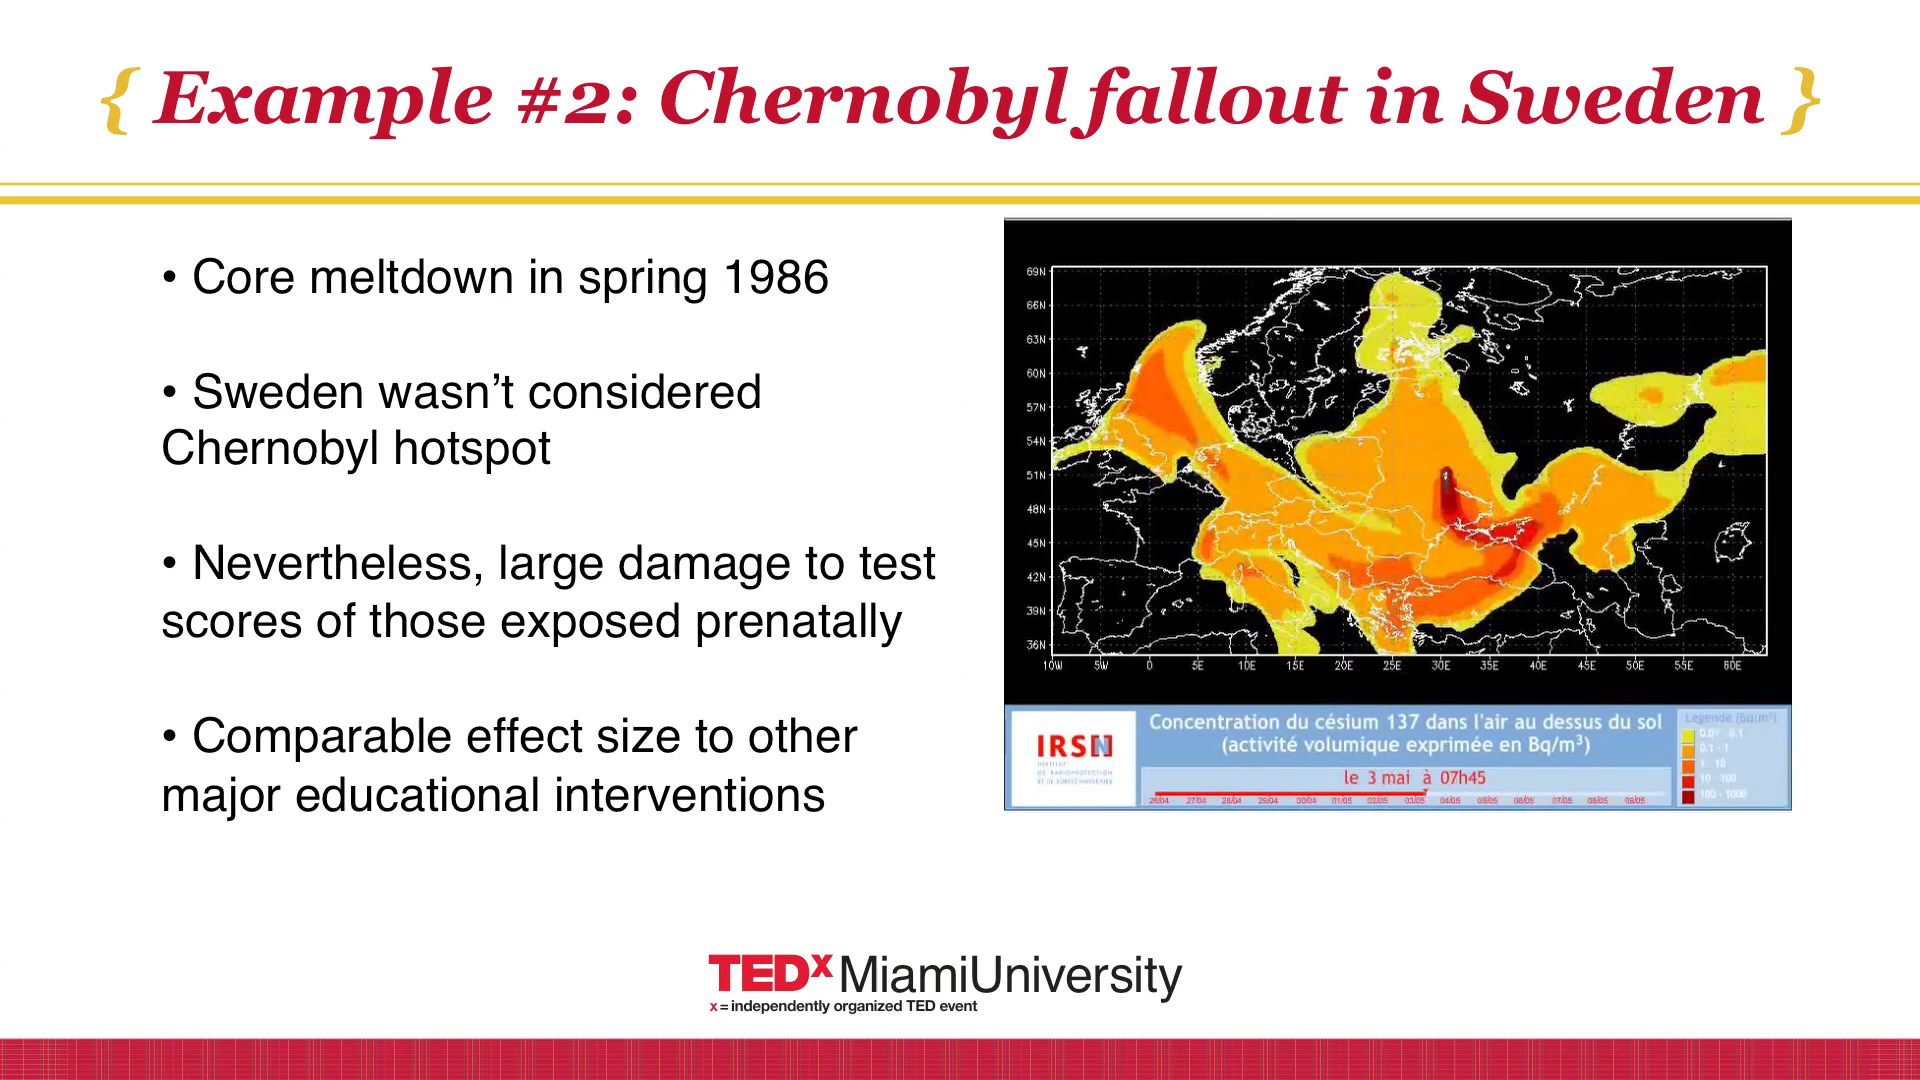 { Example #2: Chernobyl fallout in Sweden }
• Core meltdown in spring 1986
• Sweden wasn’t considered
Chernobyl hotspot
• Nevertheless, large damage to test
scores of those exposed prenatally
• Comparable effect size to other
major educational interventions
69N
66N
63N
60N
57N
54N
51N
48N
45N
42N
39N
36N
10W 5W 0 5E 10E 15E 20E 25E 30E 35E 40E 45E 50E 55E 60E
IRSN
INSTITUT
DE RADIOPROTECTION
ET DE SÛRETÉ NUCLÉAIRE
Concentration du césium 137 dans l'air au dessus du sol
(activité volumique exprimée en Bq/m³)
le 3 mai à 07h45
26/04 27/04 28/04 29/04 30/04 01/05 02/05 03/05 04/05 05/05 06/05 07/05 08/05 09/05
Légende (bq/m³)
0.01 - 0.1
0.1 - 1
1 - 10
10 - 100
100 - 1000
TEDx MiamiUniversity
x = independently organized TED event